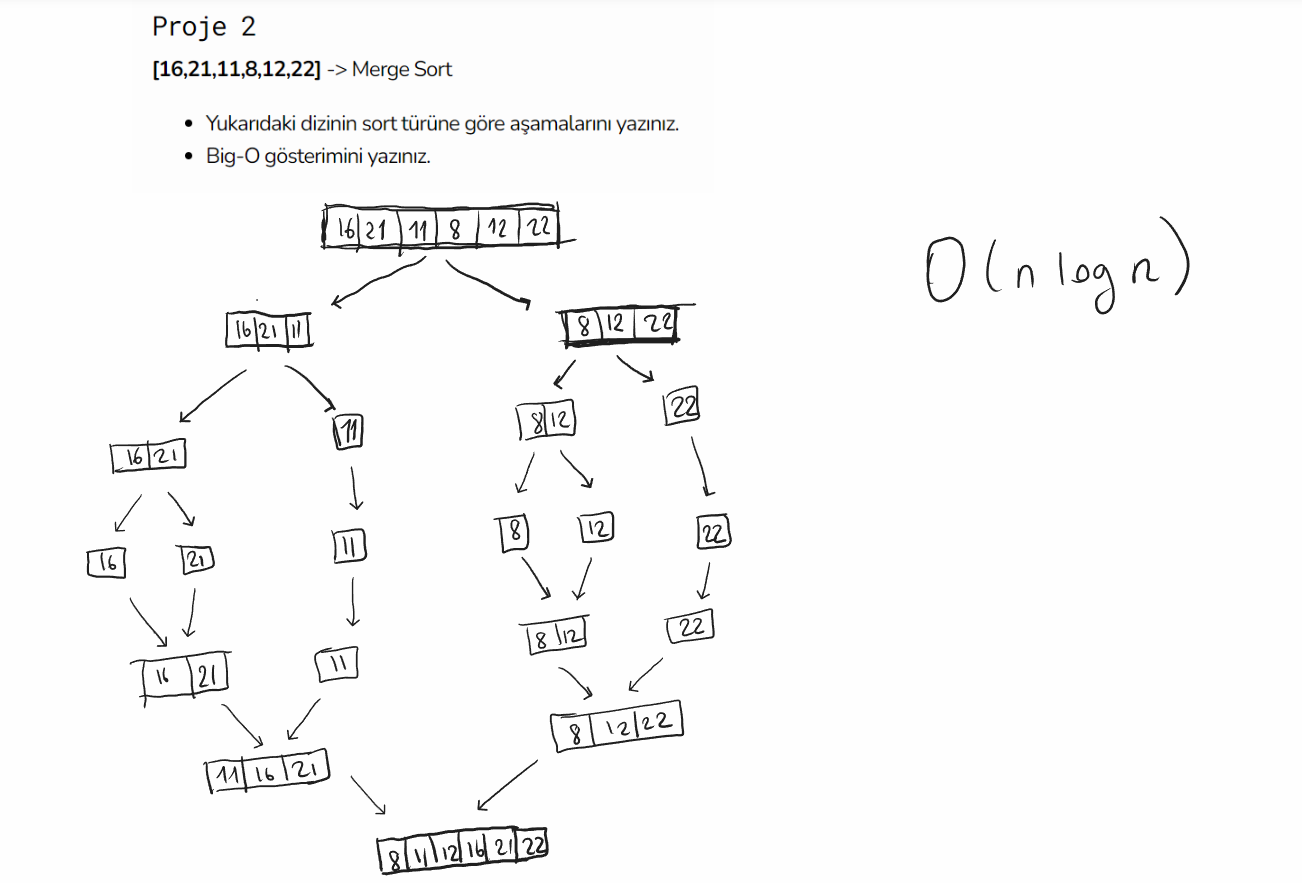 Proje 2
[16,21,11,8,12,22] -> Merge Sort
• Yukarıdaki dizinin sort türüne göre aşamalarını yazınız.
• Big-O gösterimini yazınız.
16 21 11 8 12 22
O(n log n)
16 21 11
8 12 22
16 21
11
8 12
22
16
21
11
8
12
22
16 21
11
8 12
22
11 16 21
8 12 22
8 11 12 16 21 22